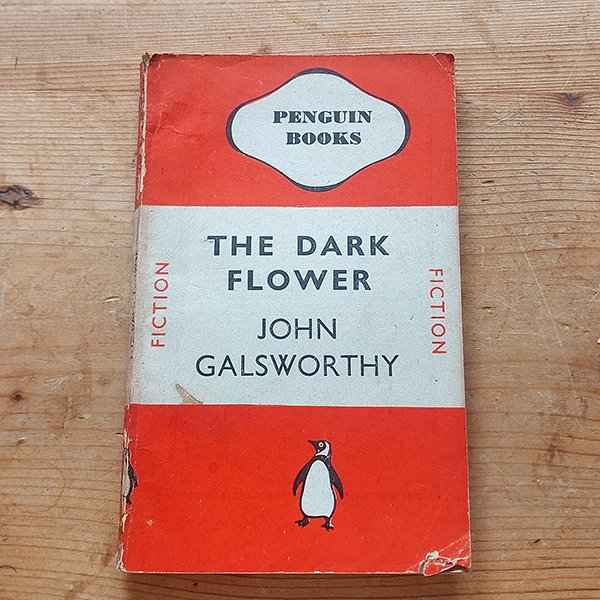 PENGUIN
BOOKS
THE DARK
FLOWER
JOHN
GALSWORTHY
FICTION
FICTION